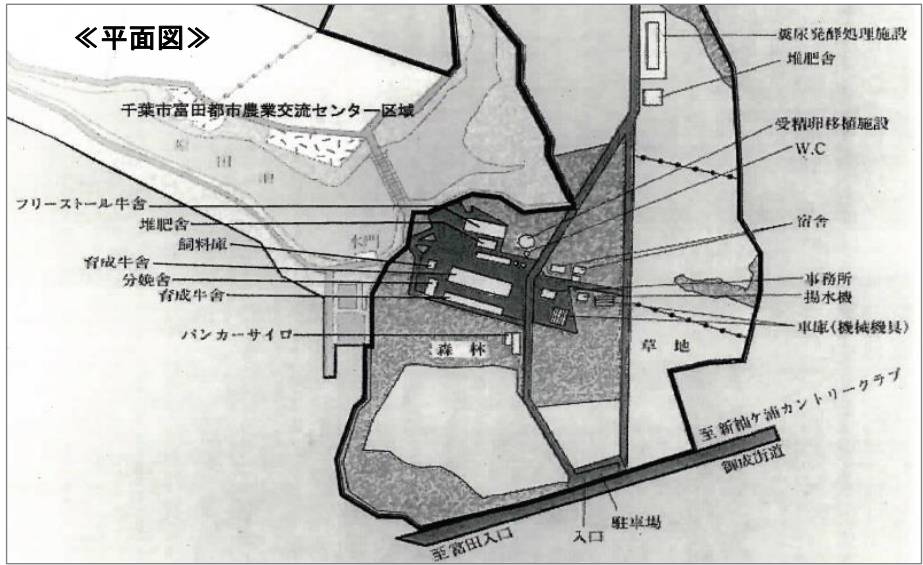 ≪平面図≫
糞尿発酵処理施設
堆肥舎
千葉市富田都市農業交流センター区域
受精卵移植施設
W.C
フリーストール牛舎
堆肥舎
宿舎
水門
飼料庫
育成牛舎
分娩舎
育成牛舎
事務所
揚水機
車庫(機械機具)
バンカーサイロ
森林
草地
至新袖ケ浦カントリークラブ
御成街道
駐車場
入口
至富田入口